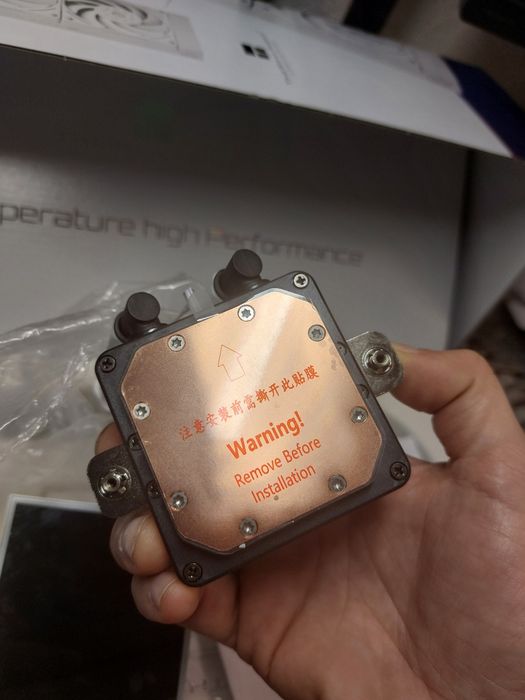 perature high Performance
注意安装前需撕开此贴膜
Warning!
Remove Before
Installation